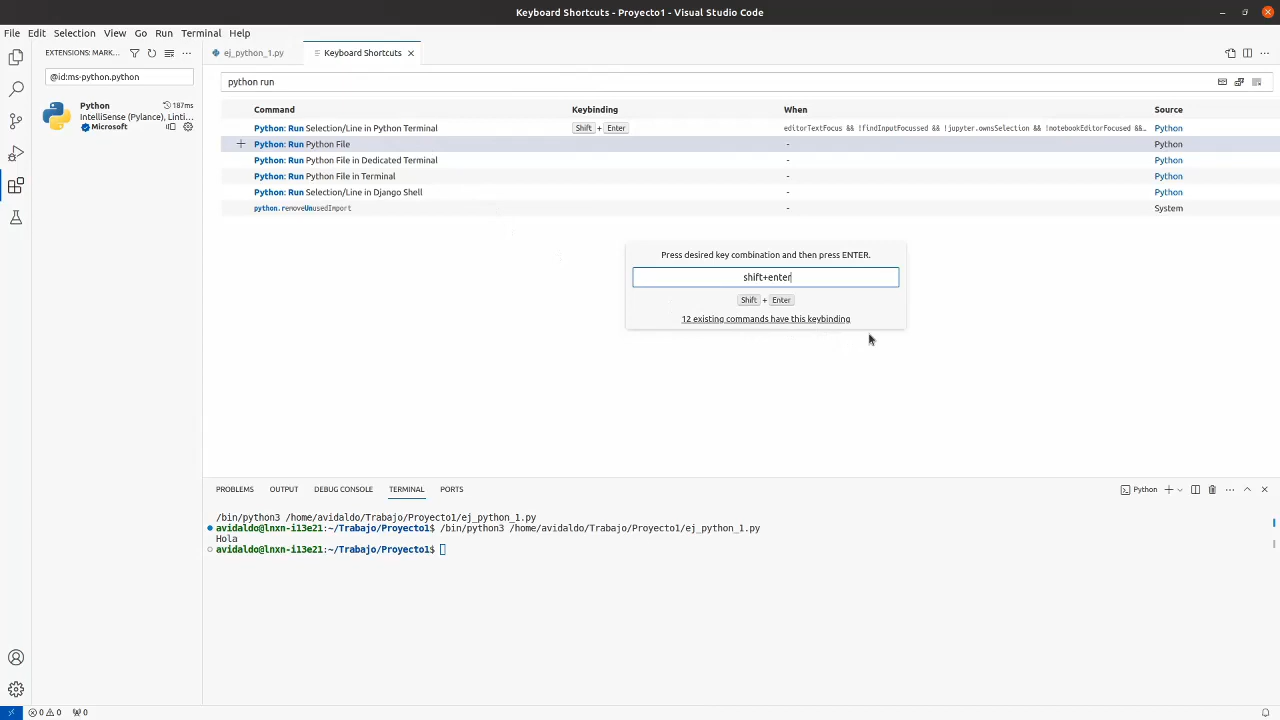 Keyboard Shortcuts - Proyecto1 - Visual Studio Code
File Edit Selection View Go Run Terminal Help
EXTENSIONS: MARK...
ej_python_1.py
Keyboard Shortcuts
@id:ms-python.python
python run
Python
187ms
IntelliSense (Pylance), Linti...
Microsoft
Command Keybinding When Source
Python: Run Selection/Line in Python Terminal Shift + Enter editorTextFocus && !findInputFocussed && !jupyter.ownsSelection && !notebookEditorFocused &&... Python
Python: Run Python File - Python
Python: Run Python File in Dedicated Terminal - Python
Python: Run Python File in Terminal - Python
Python: Run Selection/Line in Django Shell - Python
python.removeUnusedImport - System
Press desired key combination and then press ENTER.
shift+enter
Shift + Enter
12 existing commands have this keybinding
PROBLEMS OUTPUT DEBUG CONSOLE TERMINAL PORTS
Python
/bin/python3 /home/avidaldo/Trabajo/Proyecto1/ej_python_1.py
avidaldo@lnxn-i13e21:~/Trabajo/Proyecto1$ /bin/python3 /home/avidaldo/Trabajo/Proyecto1/ej_python_1.py
Hola
avidaldo@lnxn-i13e21:~/Trabajo/Proyecto1$
0 0 0